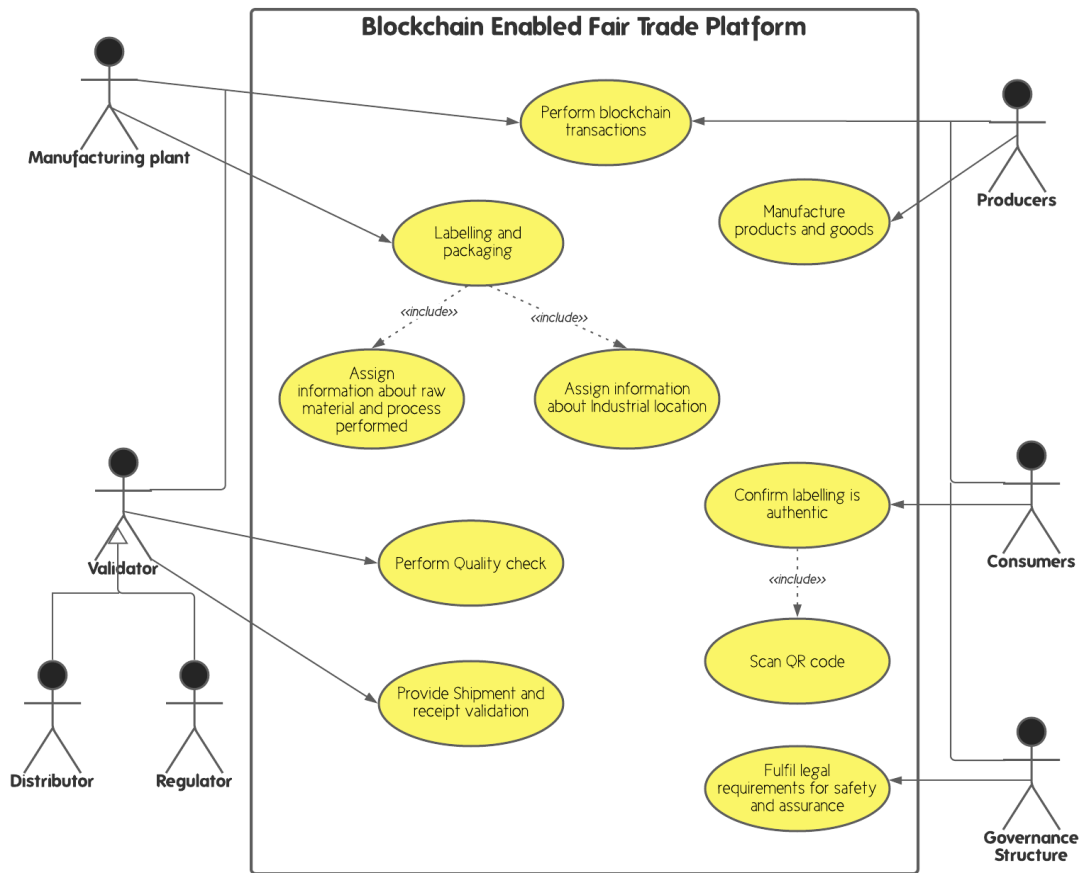 Blockchain Enabled Fair Trade Platform
Manufacturing plant
Perform blockchain
transactions
Producers
Manufacture
products and goods
Labelling and
packaging
<<include>>
<<include>>
Assign
information about raw
material and process
performed
Assign information
about Industrial location
Validator
Confirm labelling is
authentic
Consumers
Perform Quality check
<<include>>
Scan QR code
Provide Shipment and
receipt validation
Distributor
Regulator
Fulfil legal
requirements for safety
and assurance
Governance
Structure